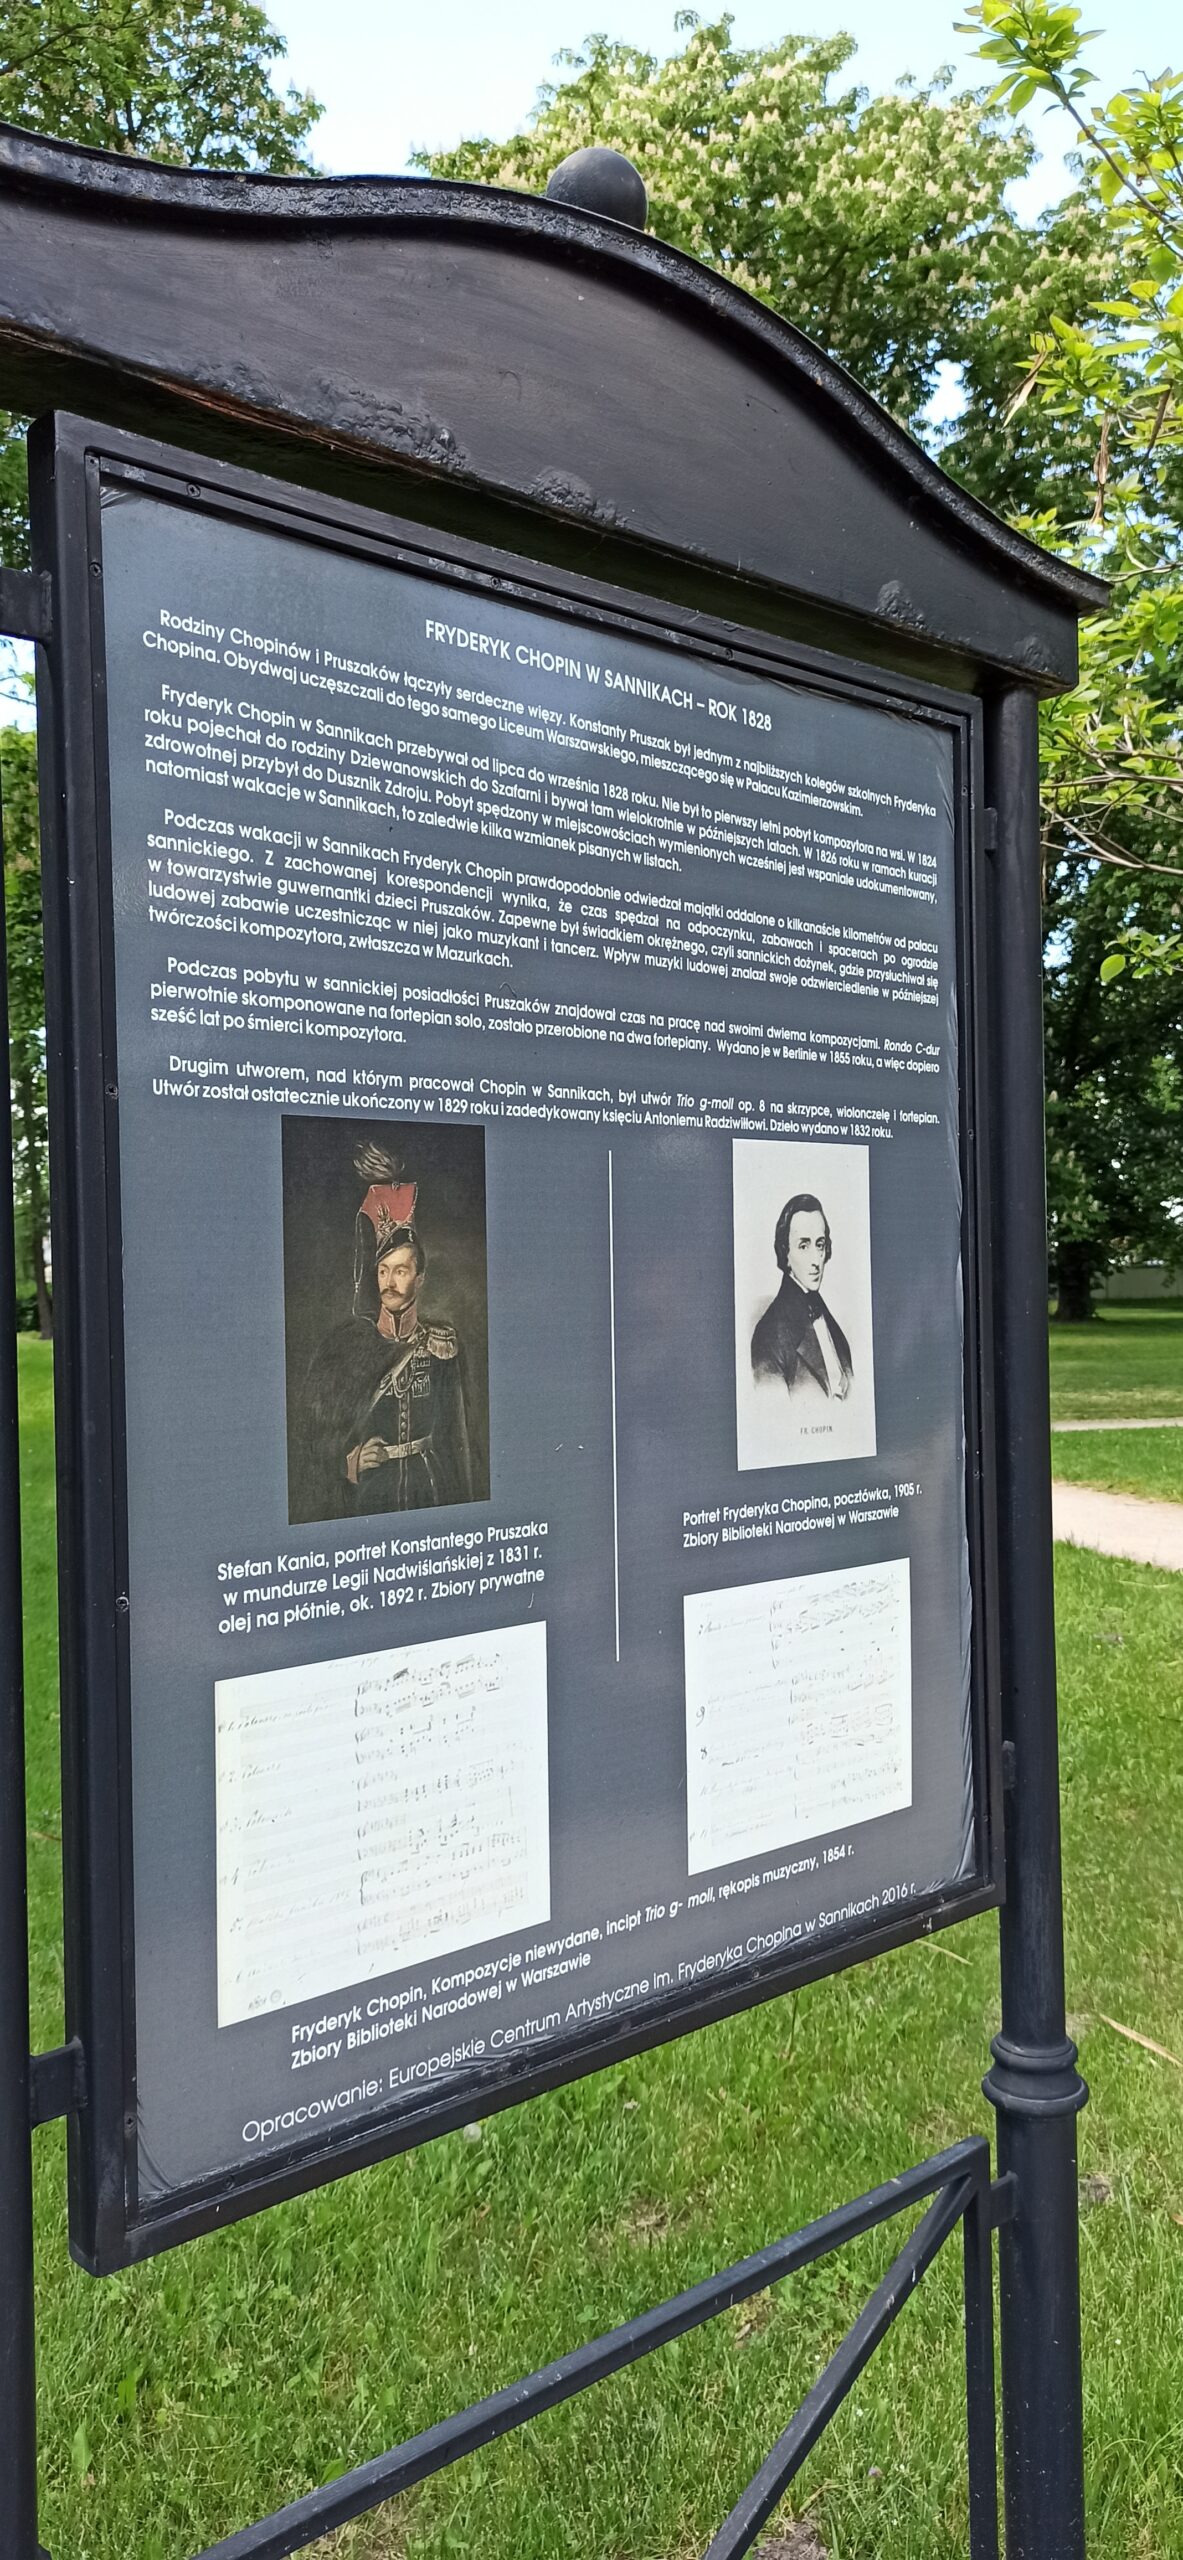 FRYDERYK CHOPIN W SANNIKACH – ROK 1828
Rodziny Chopinów i Pruszaków łączyły serdeczne więzy. Konstanty Pruszak był jednym z najbliższych kolegów szkolnych Fryderyka
Chopina. Obydwaj uczęszczali do tego samego Liceum Warszawskiego, mieszczącego się w Pałacu Kazimierzowskim.
Fryderyk Chopin w Sannikach przebywał od lipca do września 1828 roku. Nie był to pierwszy letni pobyt kompozytora na wsi. W 1824
roku pojechał do rodziny Dziewanowskich do Szafarni i bywał tam wielokrotnie w późniejszych latach. W 1826 roku w ramach kuracji
zdrowotnej przybył do Dusznik Zdroju. Pobyt spędzony w miejscowościach wymienionych wcześniej jest wspaniale udokumentowany,
natomiast wakacje w Sannikach, to zaledwie kilka wzmianek pisanych w listach.
Podczas wakacji w Sannikach Fryderyk Chopin prawdopodobnie odwiedzał majątki oddalone o kilkanaście kilometrów od pałacu
sannickiego. Z zachowanej korespondencji wynika, że czas spędzał na odpoczynku, zabawach i spacerach po ogrodzie
w towarzystwie guwernantki dzieci Pruszaków. Zapewne był świadkiem okrężnego, czyli sannickich dożynek, gdzie przysłuchiwał się
ludowej zabawie uczestnicząc w niej jako muzykant i tancerz. Wpływ muzyki ludowej znalazł swoje odzwierciedlenie w późniejszej
twórczości kompozytora, zwłaszcza w Mazurkach.
Podczas pobytu w sannickiej posiadłości Pruszaków znajdował czas na pracę nad swoimi dwiema kompozycjami. Rondo C-dur
pierwotnie skomponowane na fortepian solo, zostało przerobione na dwa fortepiany. Wydano je w Berlinie w 1855 roku, a więc dopiero
sześć lat po śmierci kompozytora.
Drugim utworem, nad którym pracował Chopin w Sannikach, był utwór Trio g-moll op. 8 na skrzypce, wiolonczelę i fortepian.
Utwór został ostatecznie ukończony w 1829 roku i zadedykowany księciu Antoniemu Radziwiłłowi. Dzieło wydano w 1832 roku.
FR. CHOPIN.
Stefan Kania, portret Konstantego Pruszaka
w mundurze Legii Nadwiślańskiej z 1831 r.
olej na płótnie, ok. 1892 r. Zbiory prywatne
Portret Fryderyka Chopina, pocztówka, 1905 r.
Zbiory Biblioteki Narodowej w Warszawie
Fryderyk Chopin, Kompozycje niewydane, incipt Trio g- moll, rękopis muzyczny, 1854 r.
Zbiory Biblioteki Narodowej w Warszawie
Opracowanie: Europejskie Centrum Artystyczne im. Fryderyka Chopina w Sannikach 2016 r.